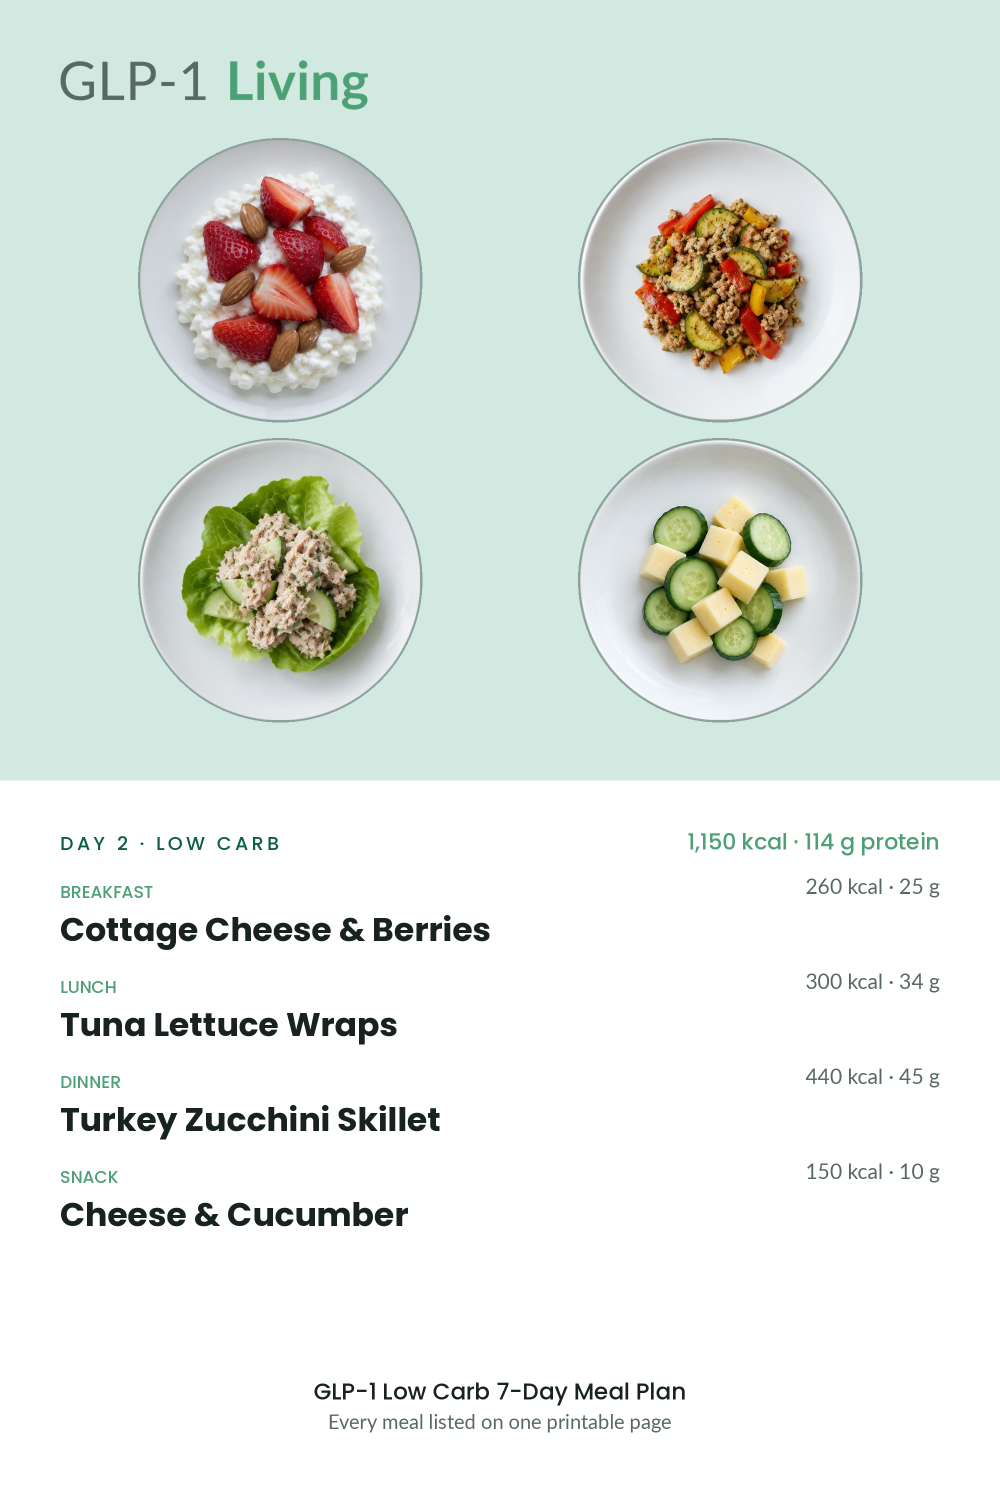 GLP-1 Living
DAY 2 · LOW CARB
1,150 kcal · 114 g protein
BREAKFAST
260 kcal · 25 g
Cottage Cheese & Berries
LUNCH
300 kcal · 34 g
Tuna Lettuce Wraps
DINNER
440 kcal · 45 g
Turkey Zucchini Skillet
SNACK
150 kcal · 10 g
Cheese & Cucumber
GLP-1 Low Carb 7-Day Meal Plan
Every meal listed on one printable page